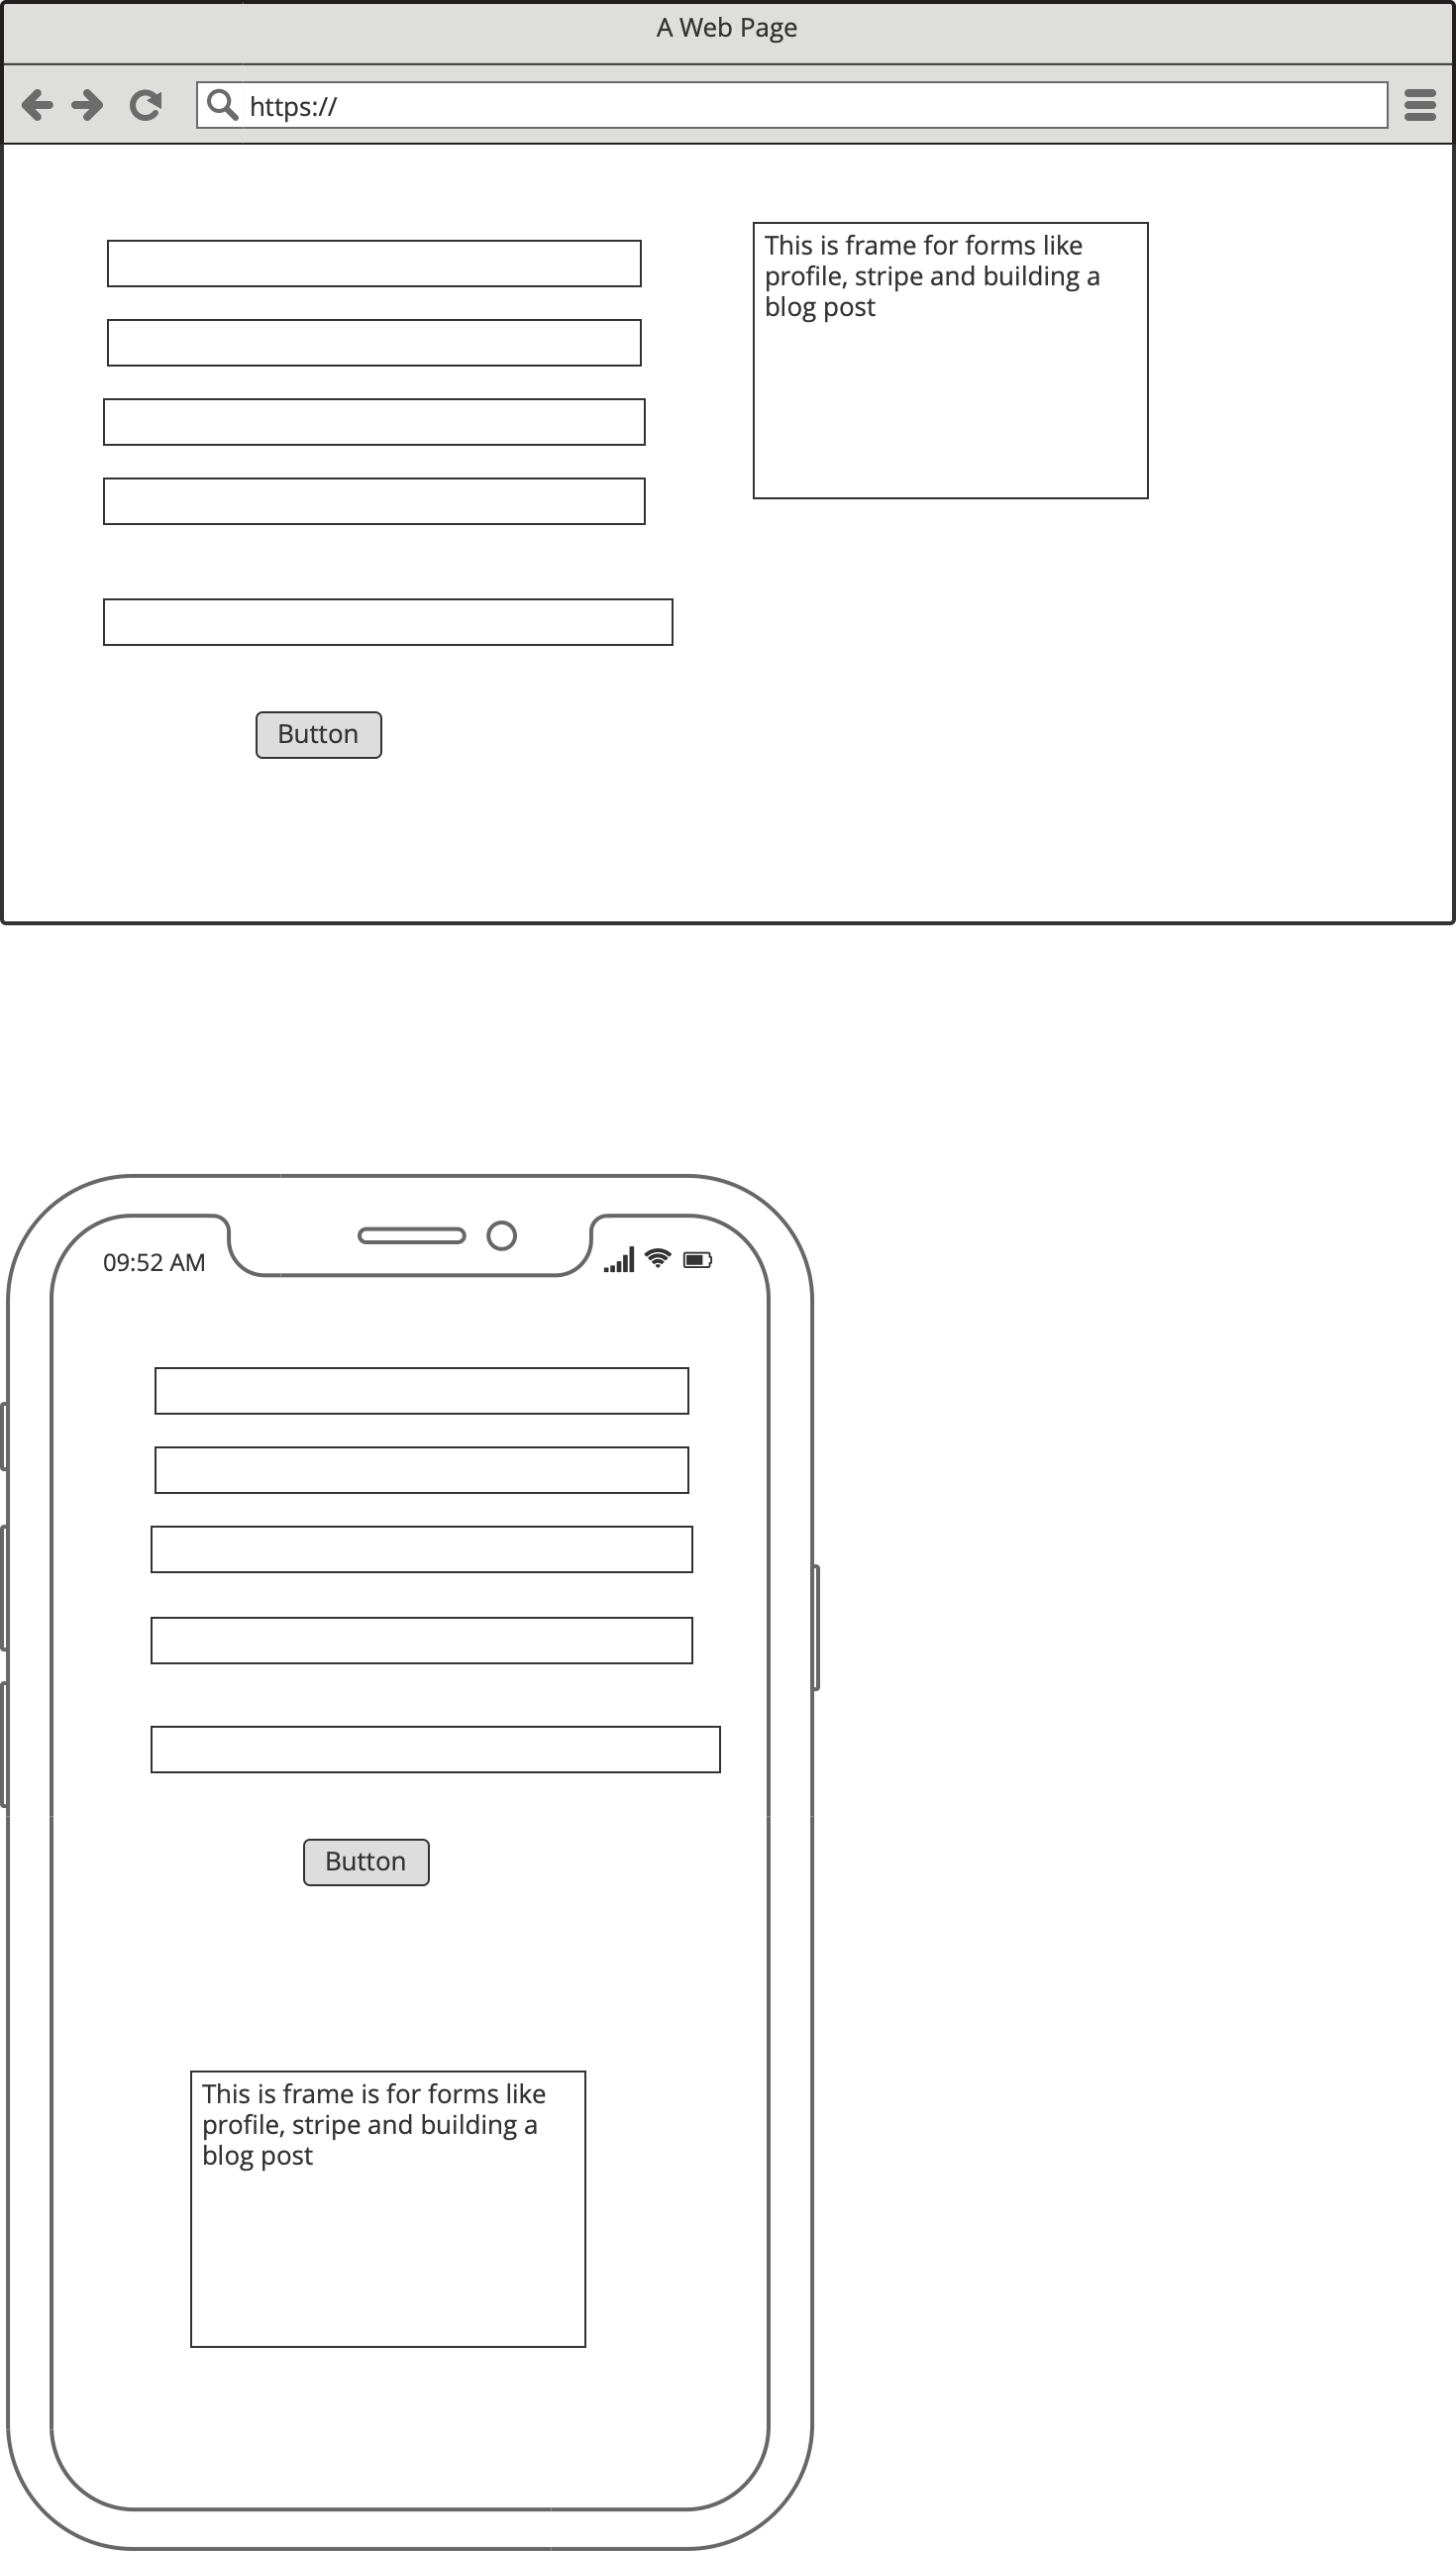 A Web Page
https://
This is frame for forms like
profile, stripe and building a
blog post
Button
09:52 AM
Button
This is frame is for forms like
profile, stripe and building a
blog post